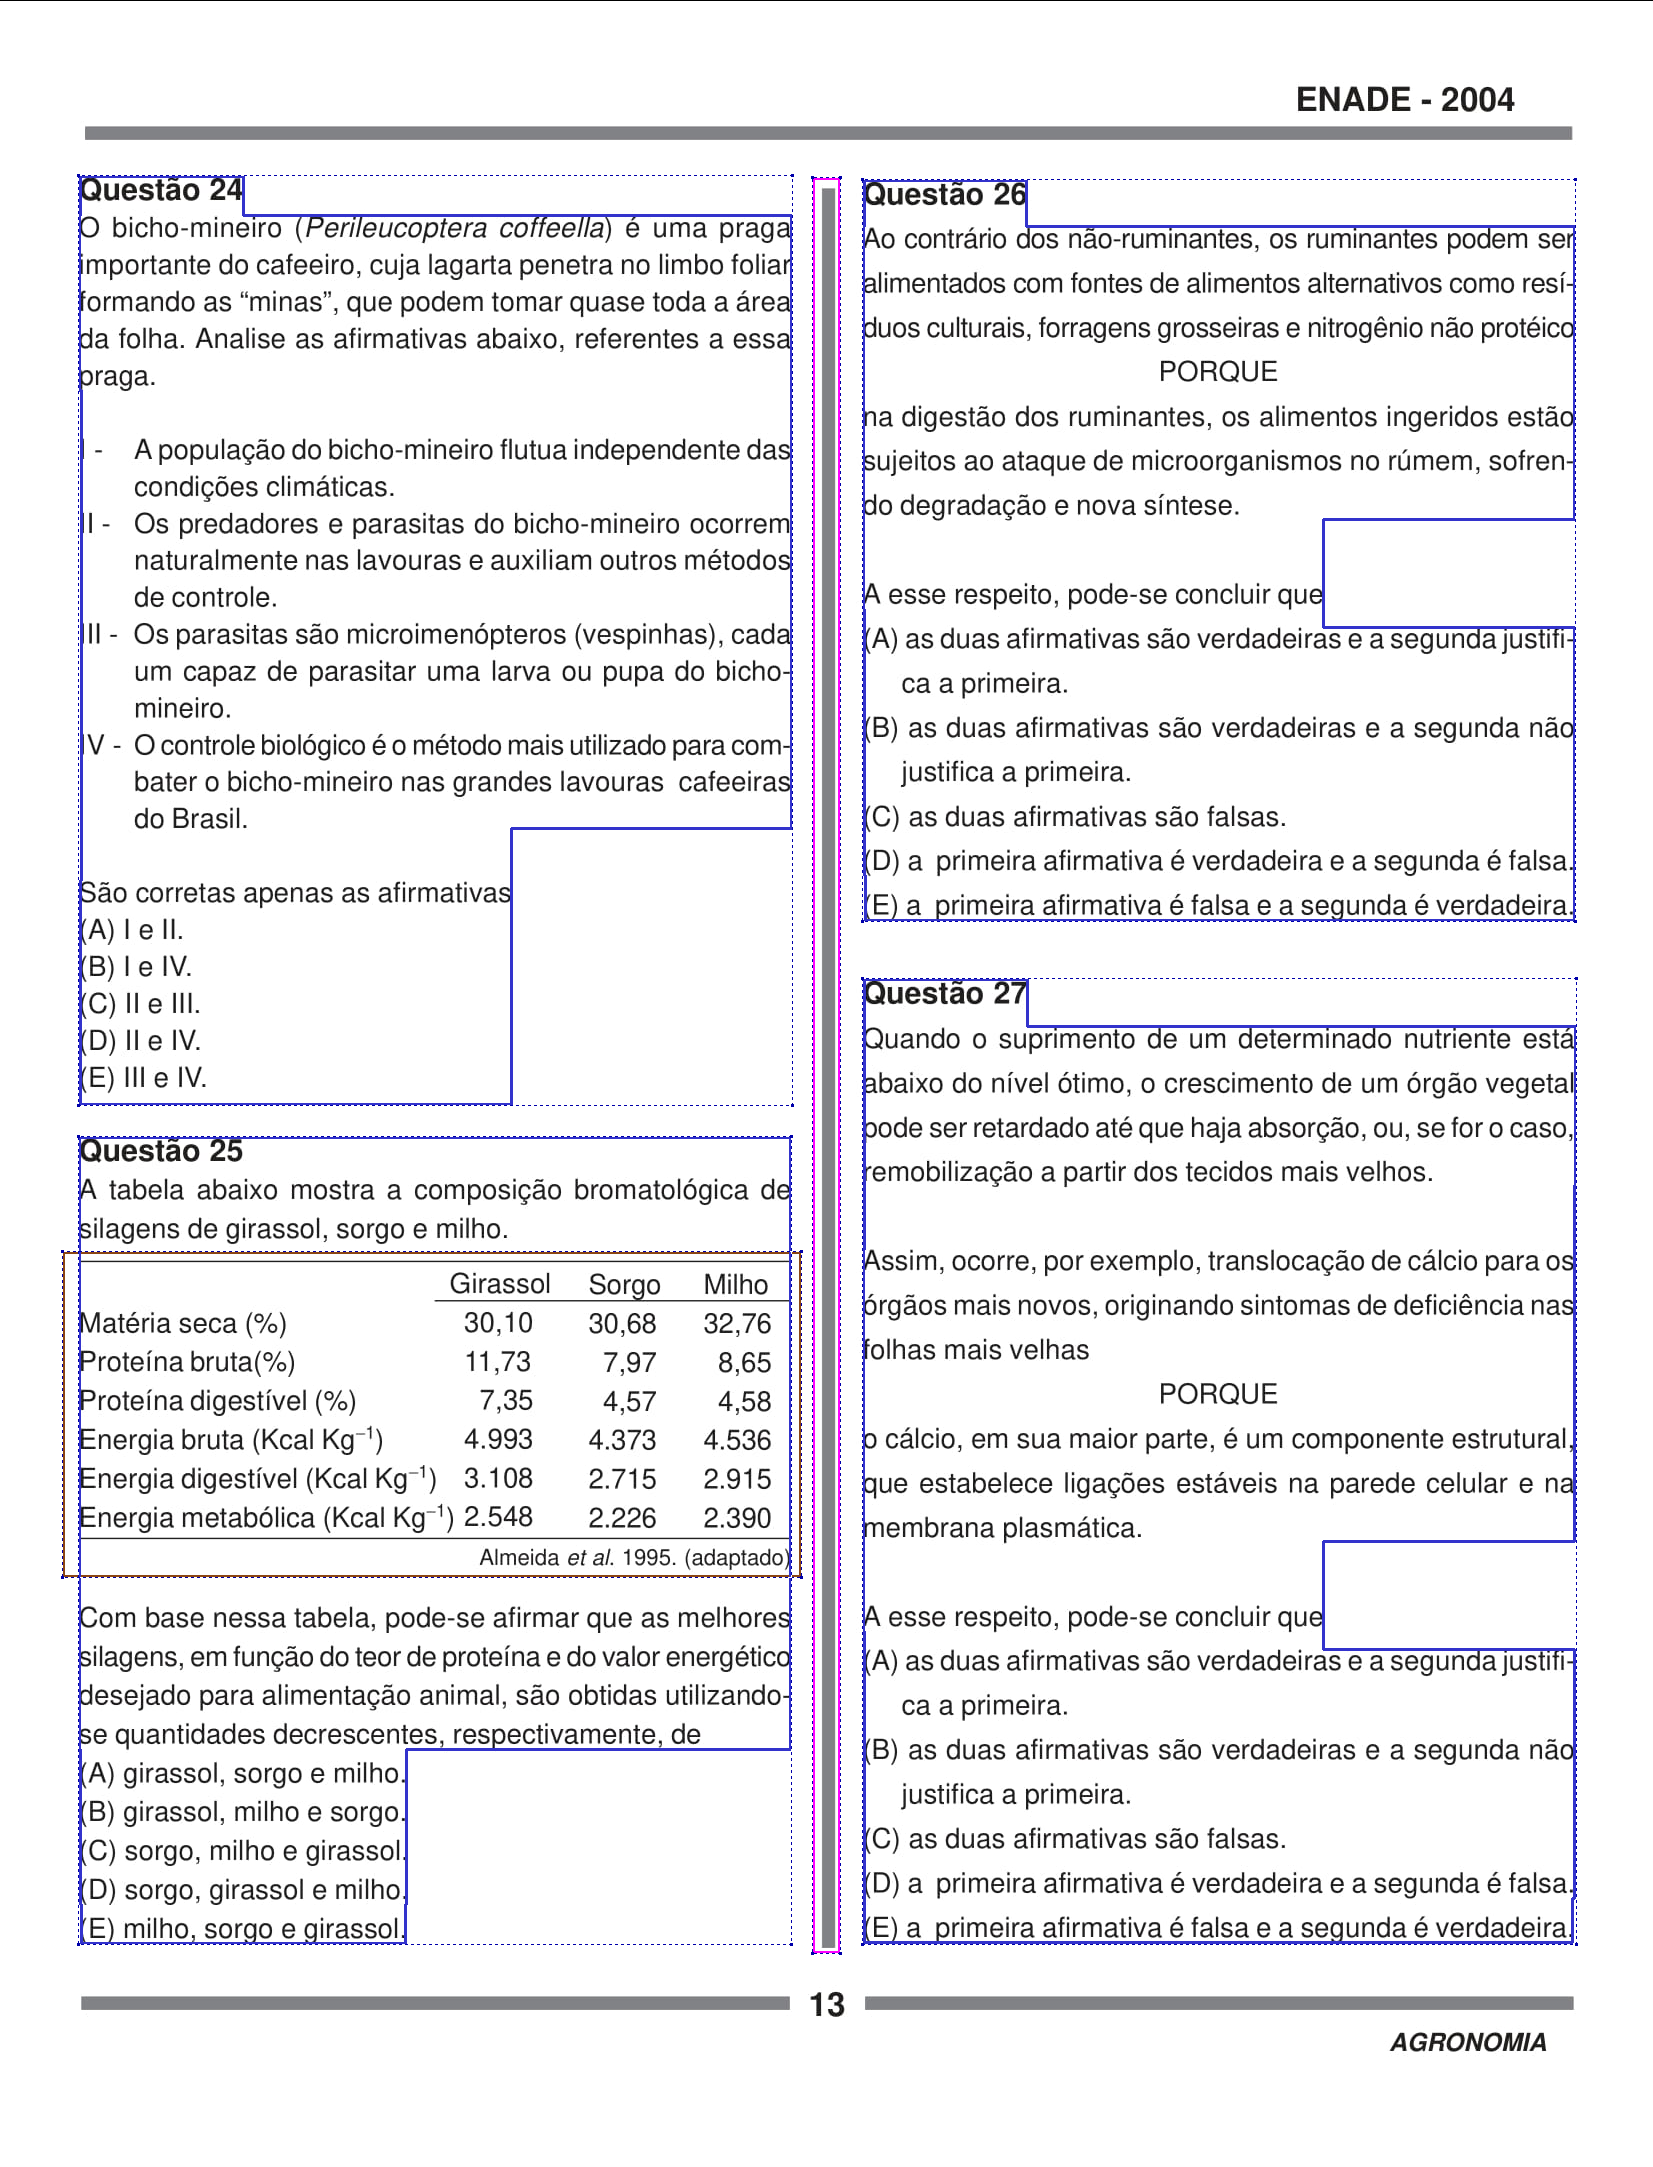 ENADE - 2004
Questão 24
O bicho-mineiro (Perileucoptera coffeella) é uma praga
importante do cafeeiro, cuja lagarta penetra no limbo foliar
formando as “minas”, que podem tomar quase toda a área
da folha. Analise as afirmativas abaixo, referentes a essa
praga.
I - A população do bicho-mineiro flutua independente das
condições climáticas.
II - Os predadores e parasitas do bicho-mineiro ocorrem
naturalmente nas lavouras e auxiliam outros métodos
de controle.
III - Os parasitas são microimenópteros (vespinhas), cada
um capaz de parasitar uma larva ou pupa do bicho-
mineiro.
IV - O controle biológico é o método mais utilizado para com-
bater o bicho-mineiro nas grandes lavouras cafeeiras
do Brasil.
São corretas apenas as afirmativas
(A) I e II.
(B) I e IV.
(C) II e III.
(D) II e IV.
(E) III e IV.
Questão 25
A tabela abaixo mostra a composição bromatológica de
silagens de girassol, sorgo e milho.
Girassol Sorgo Milho
Matéria seca (%) 30,10 30,68 32,76
Proteína bruta(%) 11,73 7,97 8,65
Proteína digestível (%) 7,35 4,57 4,58
Energia bruta (Kcal Kg⁻¹) 4.993 4.373 4.536
Energia digestível (Kcal Kg⁻¹) 3.108 2.715 2.915
Energia metabólica (Kcal Kg⁻¹) 2.548 2.226 2.390
Almeida et al. 1995. (adaptado)
Com base nessa tabela, pode-se afirmar que as melhores
silagens, em função do teor de proteína e do valor energético
desejado para alimentação animal, são obtidas utilizando-
se quantidades decrescentes, respectivamente, de
(A) girassol, sorgo e milho.
(B) girassol, milho e sorgo.
(C) sorgo, milho e girassol.
(D) sorgo, girassol e milho.
(E) milho, sorgo e girassol.
Questão 26
Ao contrário dos não-ruminantes, os ruminantes podem ser
alimentados com fontes de alimentos alternativos como resí-
duos culturais, forragens grosseiras e nitrogênio não protéico
PORQUE
na digestão dos ruminantes, os alimentos ingeridos estão
sujeitos ao ataque de microorganismos no rúmem, sofren-
do degradação e nova síntese.
A esse respeito, pode-se concluir que
(A) as duas afirmativas são verdadeiras e a segunda justifi-
ca a primeira.
(B) as duas afirmativas são verdadeiras e a segunda não
justifica a primeira.
(C) as duas afirmativas são falsas.
(D) a primeira afirmativa é verdadeira e a segunda é falsa.
(E) a primeira afirmativa é falsa e a segunda é verdadeira.
Questão 27
Quando o suprimento de um determinado nutriente está
abaixo do nível ótimo, o crescimento de um órgão vegetal
pode ser retardado até que haja absorção, ou, se for o caso,
remobilização a partir dos tecidos mais velhos.
Assim, ocorre, por exemplo, translocação de cálcio para os
órgãos mais novos, originando sintomas de deficiência nas
folhas mais velhas
PORQUE
o cálcio, em sua maior parte, é um componente estrutural,
que estabelece ligações estáveis na parede celular e na
membrana plasmática.
A esse respeito, pode-se concluir que
(A) as duas afirmativas são verdadeiras e a segunda justifi-
ca a primeira.
(B) as duas afirmativas são verdadeiras e a segunda não
justifica a primeira.
(C) as duas afirmativas são falsas.
(D) a primeira afirmativa é verdadeira e a segunda é falsa.
(E) a primeira afirmativa é falsa e a segunda é verdadeira.
13
AGRONOMIA